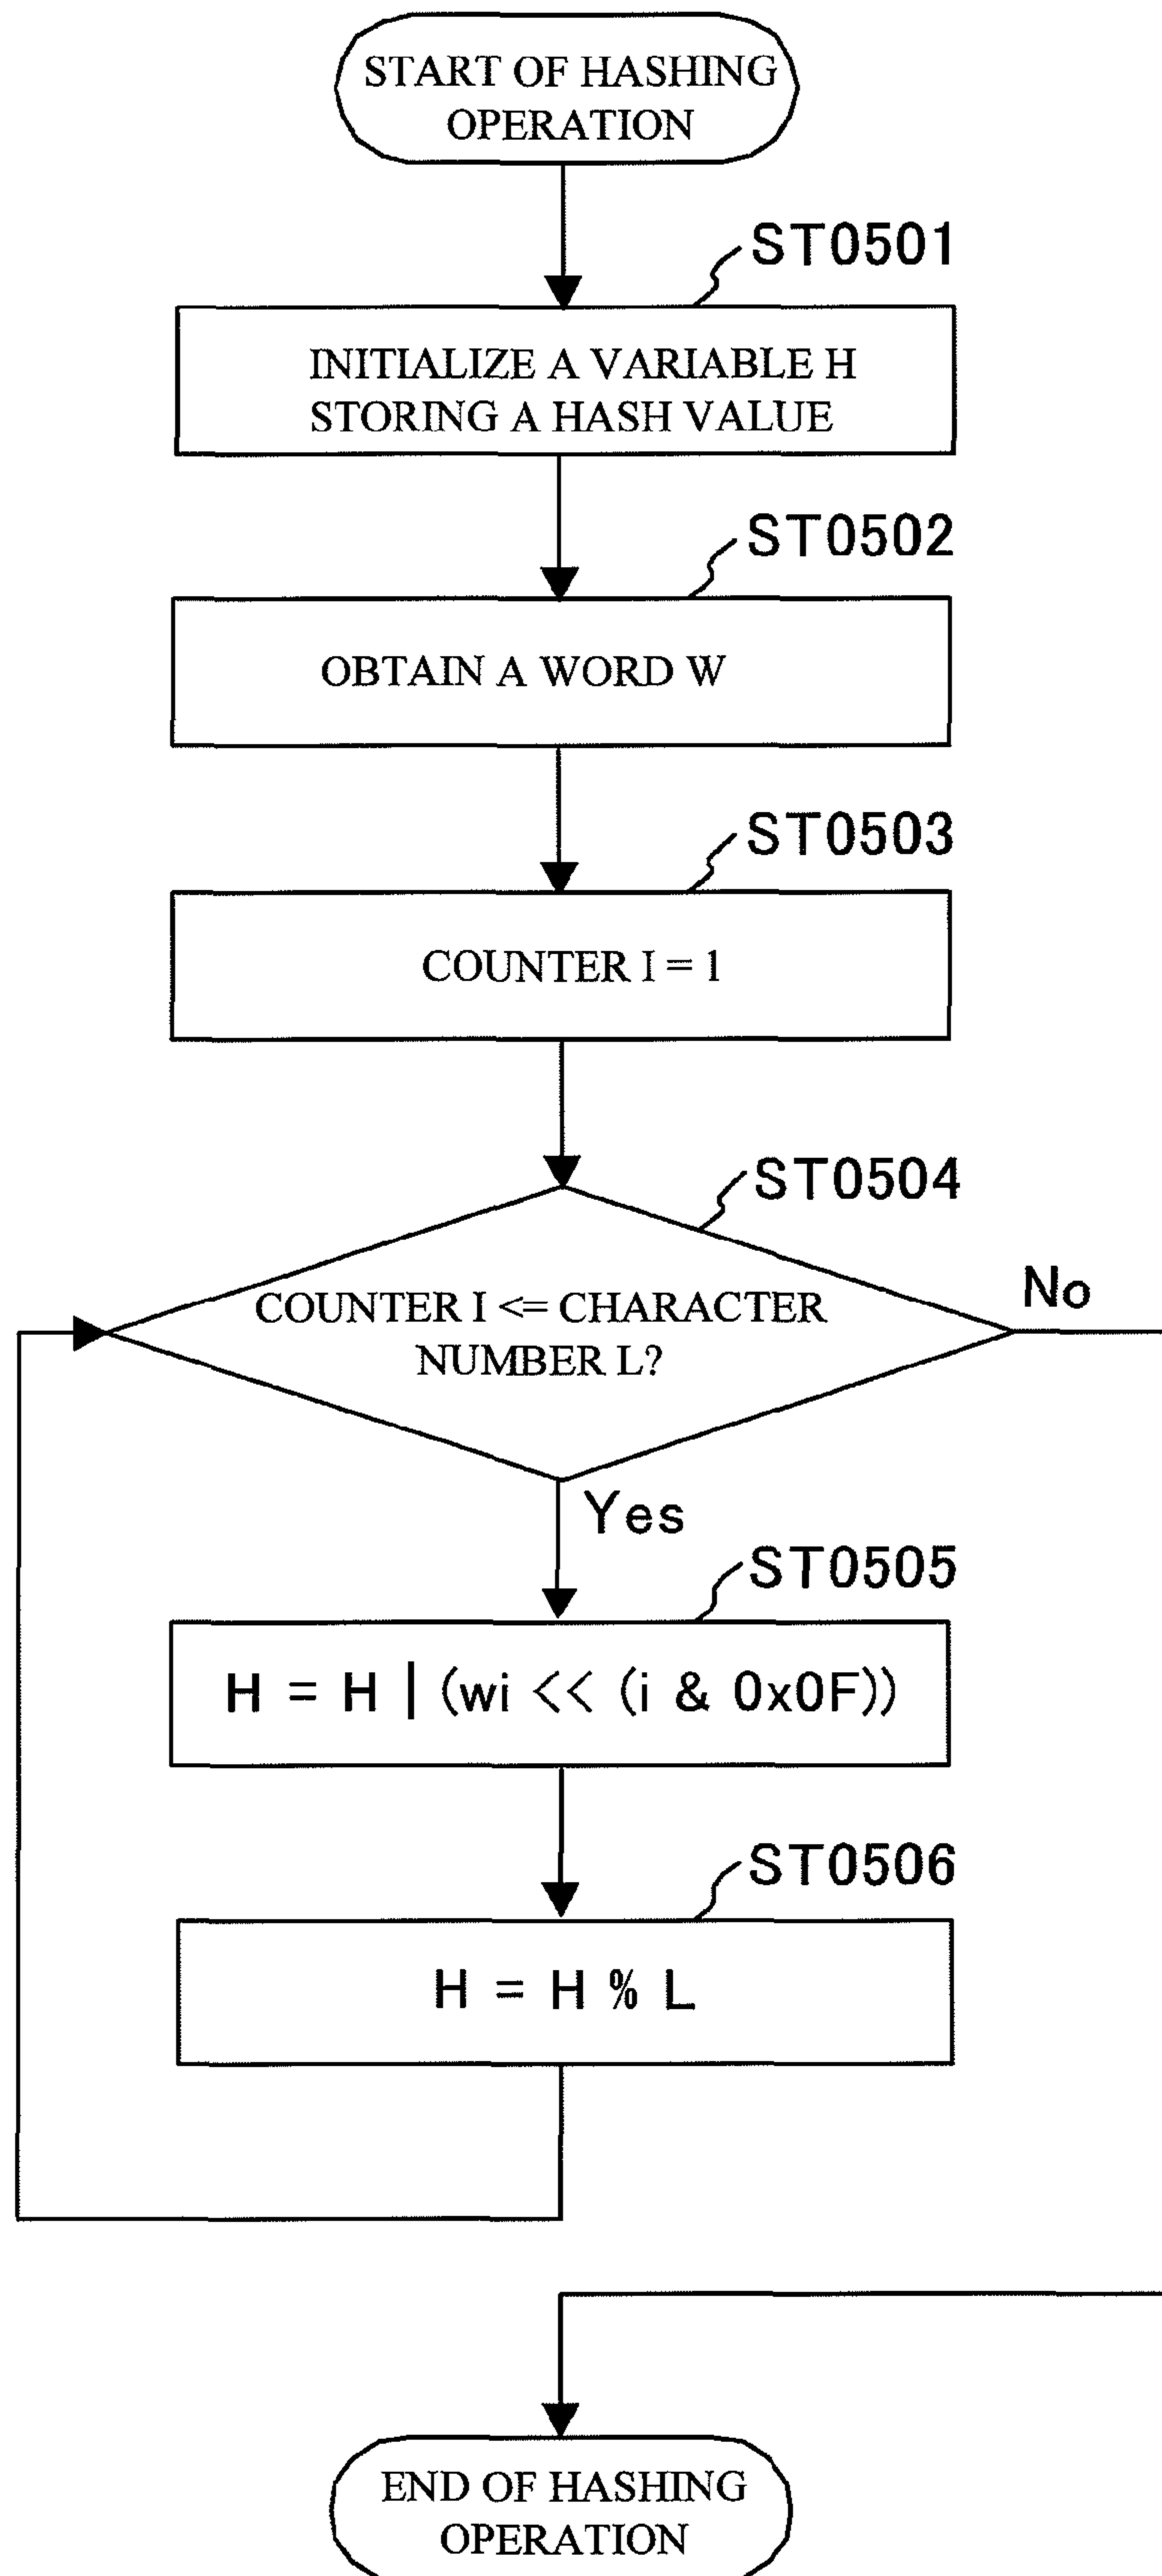 START OF HASHING
OPERATION
ST0501
INITIALIZE A VARIABLE H
STORING A HASH VALUE
ST0502
OBTAIN A WORD W
ST0503
COUNTER I = 1
ST0504
COUNTER I <= CHARACTER
NUMBER L?
No
Yes
ST0505
H = H | (wi << (i & 0x0F))
ST0506
H = H % L
END OF HASHING
OPERATION